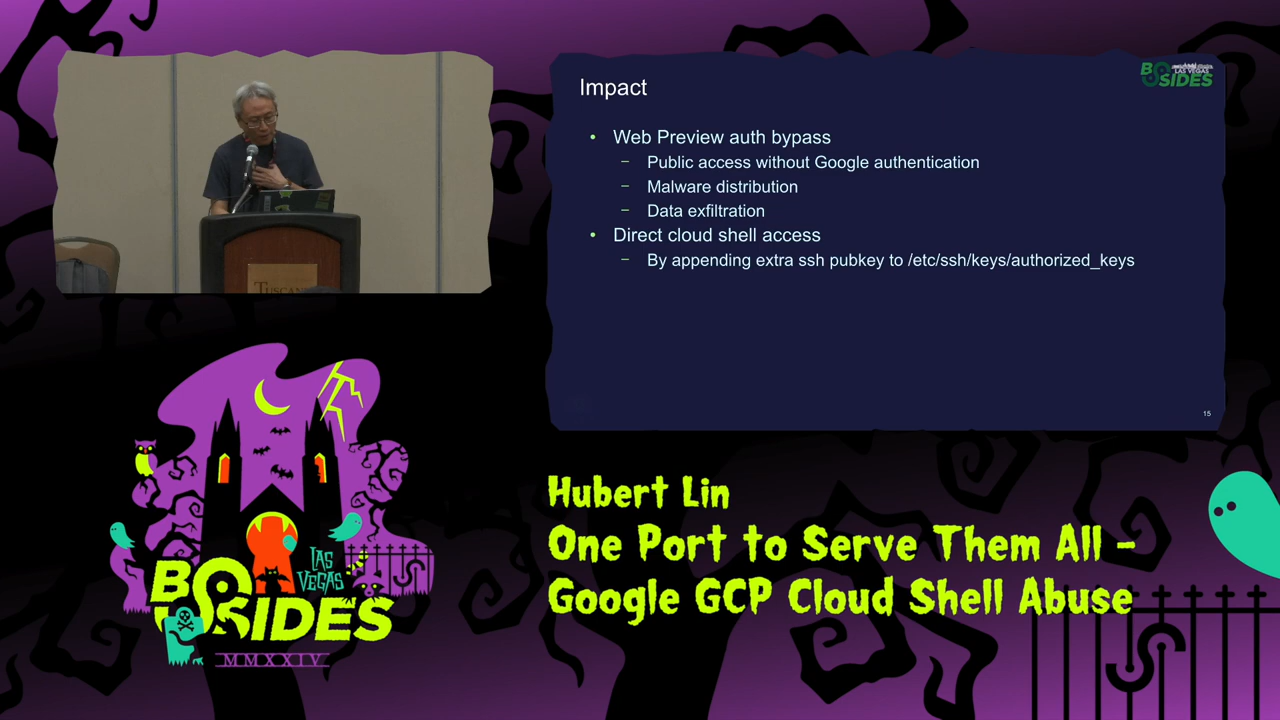 Impact
• Web Preview auth bypass
– Public access without Google authentication
– Malware distribution
– Data exfiltration
• Direct cloud shell access
– By appending extra ssh pubkey to /etc/ssh/keys/authorized_keys
15
BSIDES
LAS VEGAS
TUSCAN
LAS
VEGAS
BSIDES
MMXXIV
Hubert Lin
One Port to Serve Them All –
Google GCP Cloud Shell Abuse